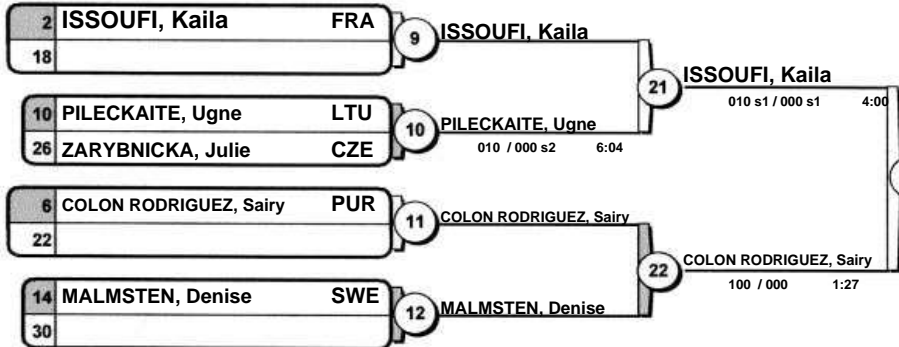 2 ISSOUFI, Kaila FRA
18
9
ISSOUFI, Kaila
10 PILECKAITE, Ugne LTU
26 ZARYBNICKA, Julie CZE
10
PILECKAITE, Ugne
010 / 000 s2 6:04
21
ISSOUFI, Kaila
010 s1 / 000 s1 4:00
6 COLON RODRIGUEZ, Sairy PUR
22
11
COLON RODRIGUEZ, Sairy
14 MALMSTEN, Denise SWE
30
12
MALMSTEN, Denise
22
COLON RODRIGUEZ, Sairy
100 / 000 1:27